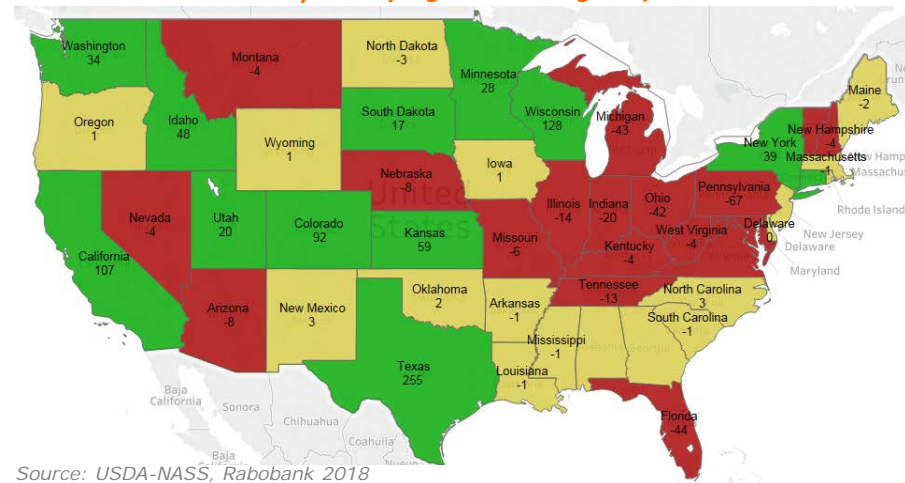 Washington
34
Montana
-4
North Dakota
-3
Minnesota
28
Maine
-2
Oregon
1
Idaho
48
South Dakota
17
Wisconsin
128
Michigan
-43
New York
39
New Hampshire
-4
Massachusetts
-1
Wyoming
1
Nebraska
8
Iowa
1
Illinois
-14
Indiana
-20
Ohio
-42
Pennsylvania
-67
Rhode Island
New Jersey
Delaware
0
Delaware
Maryland
United
States
Nevada
-4
Utah
20
Colorado
92
Kansas
59
Missouri
-6
Kentucky
-4
West Virginia
-4
California
107
Arizona
-8
New Mexico
3
Oklahoma
2
Arkansas
-1
Tennessee
-13
North Carolina
3
South Carolina
-1
Mississippi
-1
Louisiana
-1
Texas
255
Florida
-44
Baja
California
Sonora
Chihuahua
Coahuila
Baja
Source: USDA-NASS, Rabobank 2018